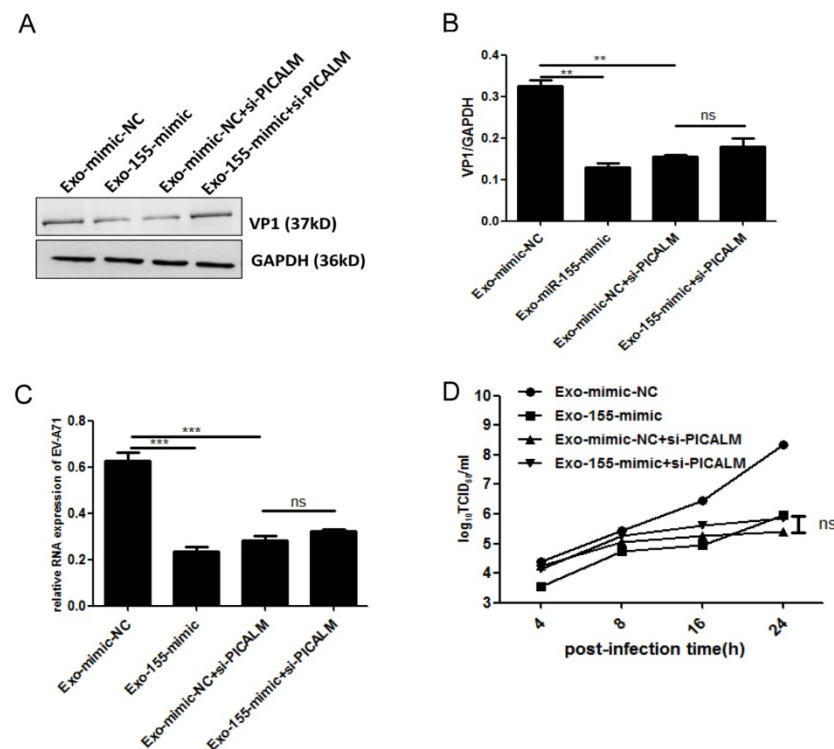 A
Exo-mimic-NC
Exo-155-mimic
Exo-mimic-NC+si-PICALM
Exo-155-mimic+si-PICALM
VP1 (37kD)
GAPDH (36kD)
B
VP1/GAPDH
0.4
0.3
0.2
0.1
0.0
**
**
ns
Exo-mimic-NC
Exo-miR-155-mimic
Exo-mimic-NC+si-PICALM
Exo-155-mimic+si-PICALM
C
relative RNA expression of EV-A71
0.8
0.6
0.4
0.2
0.0
***
***
ns
Exo-mimic-NC
Exo-155-mimic
Exo-mimic-NC+si-PICALM
Exo-155-mimic+si-PICALM
D
log₁₀TCID₅₀/ml
10
9
8
7
6
5
4
3
Exo-mimic-NC
Exo-155-mimic
Exo-mimic-NC+si-PICALM
Exo-155-mimic+si-PICALM
ns
4
8
16
24
post-infection time(h)